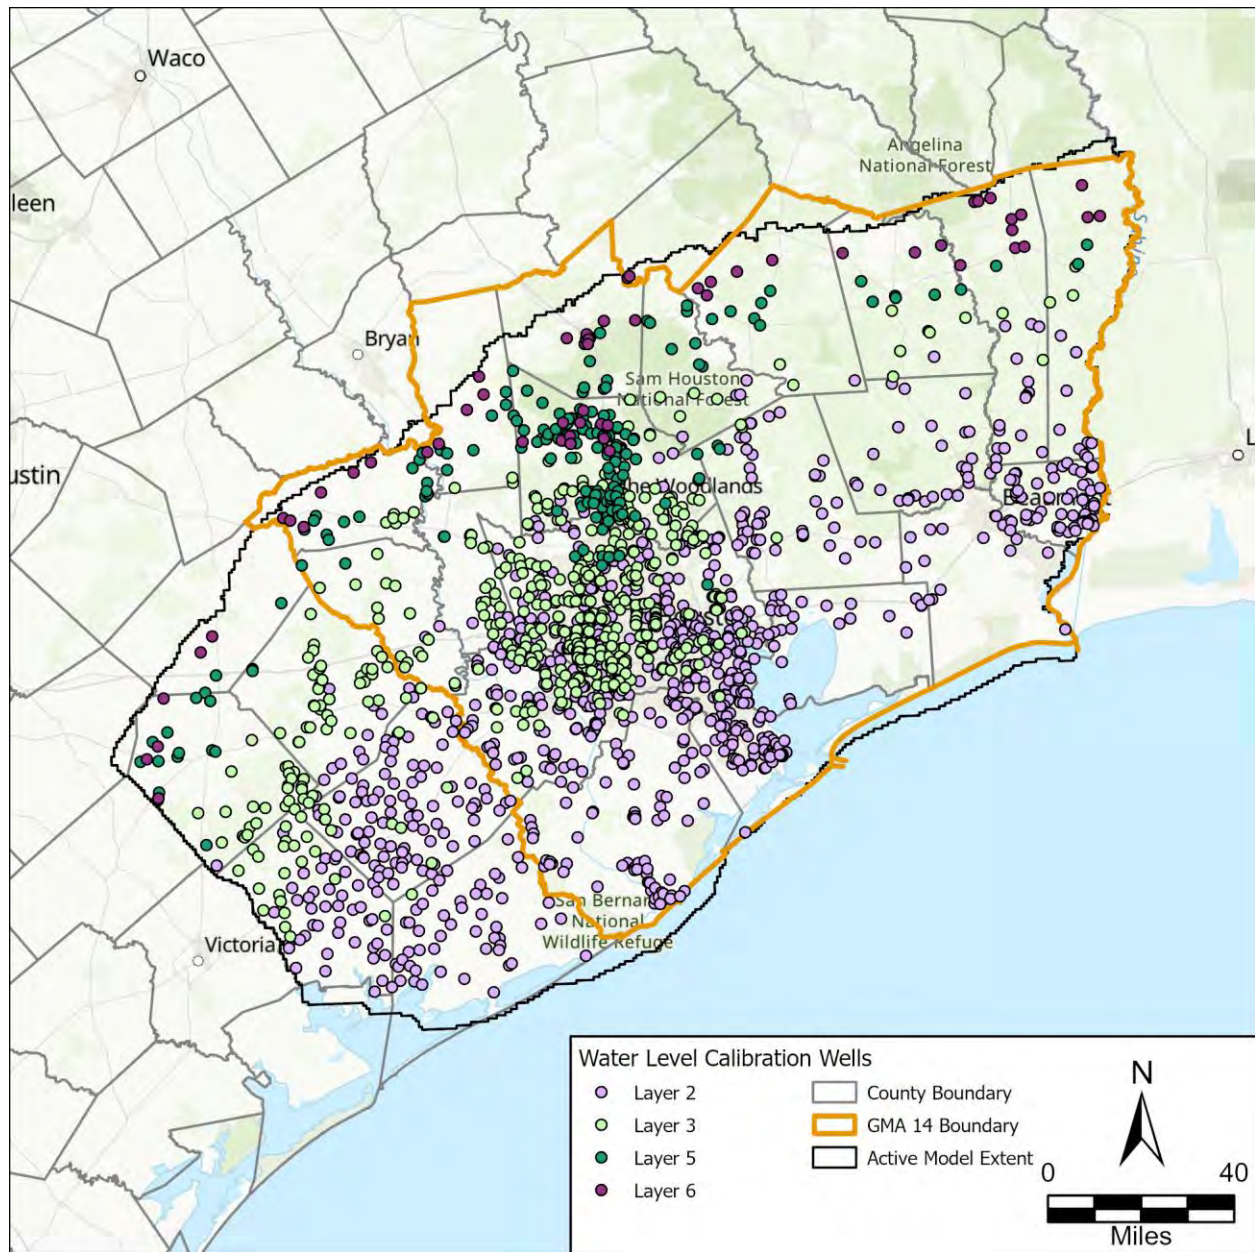 Waco
Angelina
National Forest
leen
Bryan
Sam Houston
National Forest
L
ustin
Woodlands
San Bernar
National
Wildlife Refuge
Victoria
Water Level Calibration Wells
Layer 2
Layer 3
Layer 5
Layer 6
County Boundary
GMA 14 Boundary
Active Model Extent
N
0 40
Miles